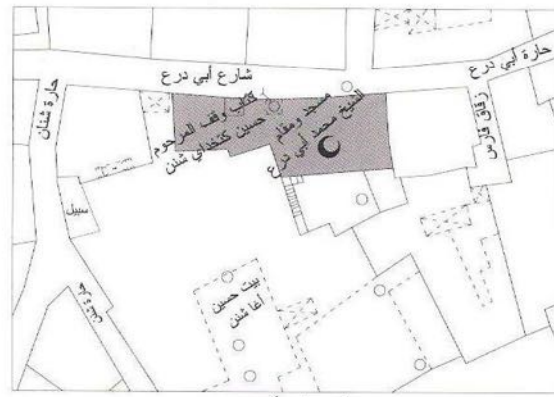 شارع أبي درع
حارة أبي درع
حارة شنان
كتاب وقف المرحوم
حسين كتخداي شنن
مسجد ومقام
الشيخ محمد أبي درع
زقاق فارس
سبيل
بيت حسين
أغا شنن